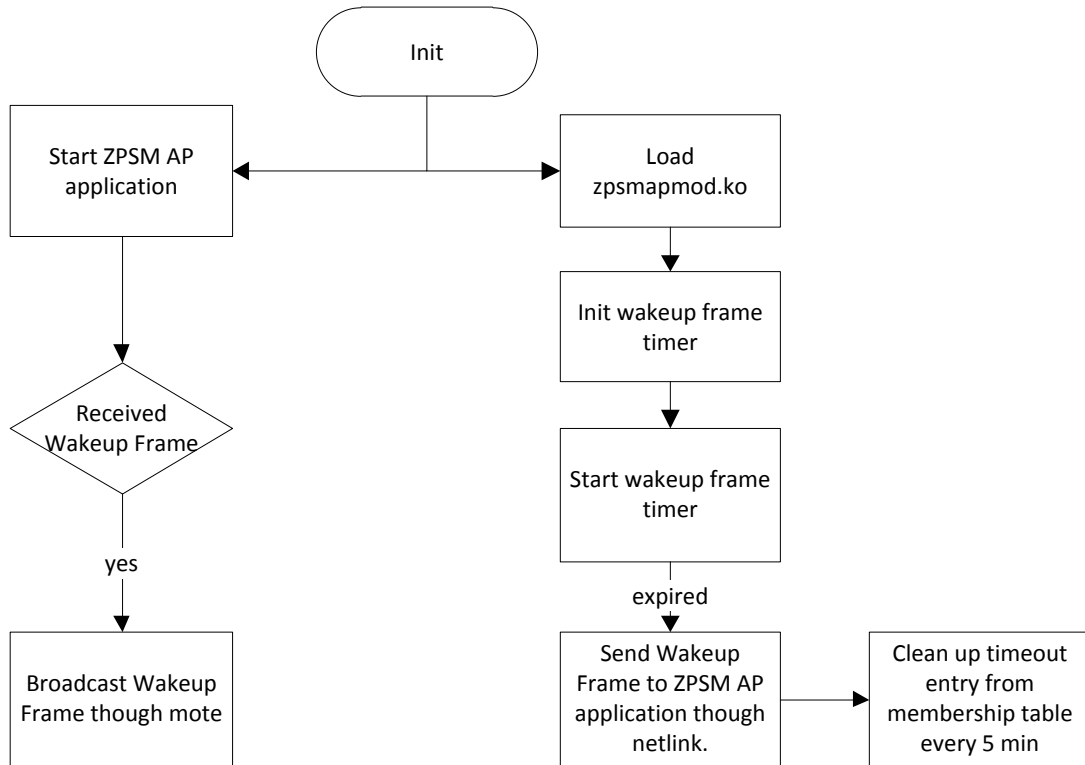 Init
Start ZPSM AP
application
Load
zpsmapmod.ko
Init wakeup frame
timer
Received
Wakeup Frame
Start wakeup frame
timer
yes
expired
Broadcast Wakeup
Frame though mote
Send Wakeup
Frame to ZPSM AP
application though
netlink.
Clean up timeout
entry from
membership table
every 5 min